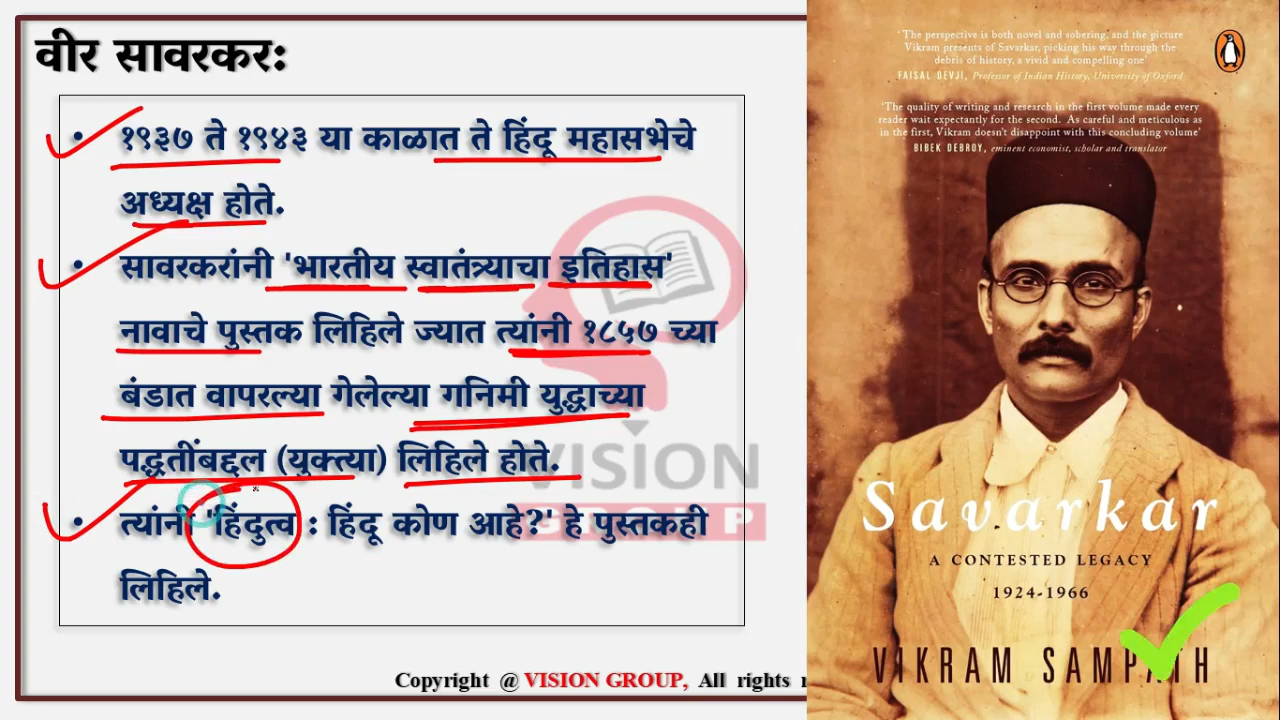 वीर सावरकर:
• १९३७ ते १९४३ या काळात ते हिंदू महासभेचे
अध्यक्ष होते.
• सावरकरांनी 'भारतीय स्वातंत्र्याचा इतिहास'
नावाचे पुस्तक लिहिले ज्यात त्यांनी १८५७ च्या
बंडात वापरल्या गेलेल्या गनिमी युद्धाच्या
पद्धतींबद्दल (युक्त्या) लिहिले होते.
• त्यांनी 'हिंदुत्व : हिंदू कोण आहे?' हे पुस्तकही
लिहिले.
VISION
GROUP
Copyright @ VISION GROUP, All rights
'The perspective is both novel and sobering, and the picture
Vikram presents of Savarkar, picking his way through the
debris of history, a vivid and compelling one'
FAISAL DEVJI, Professor of Indian History, University of Oxford
'The quality of writing and research in the first volume made every
reader wait expectantly for the second. As careful and meticulous as
in the first, Vikram doesn't disappoint with this concluding volume'
BIBEK DEBROY, eminent economist, scholar and translator
Savarkar
A CONTESTED LEGACY
1924-1966
VIKRAM SAMPATH